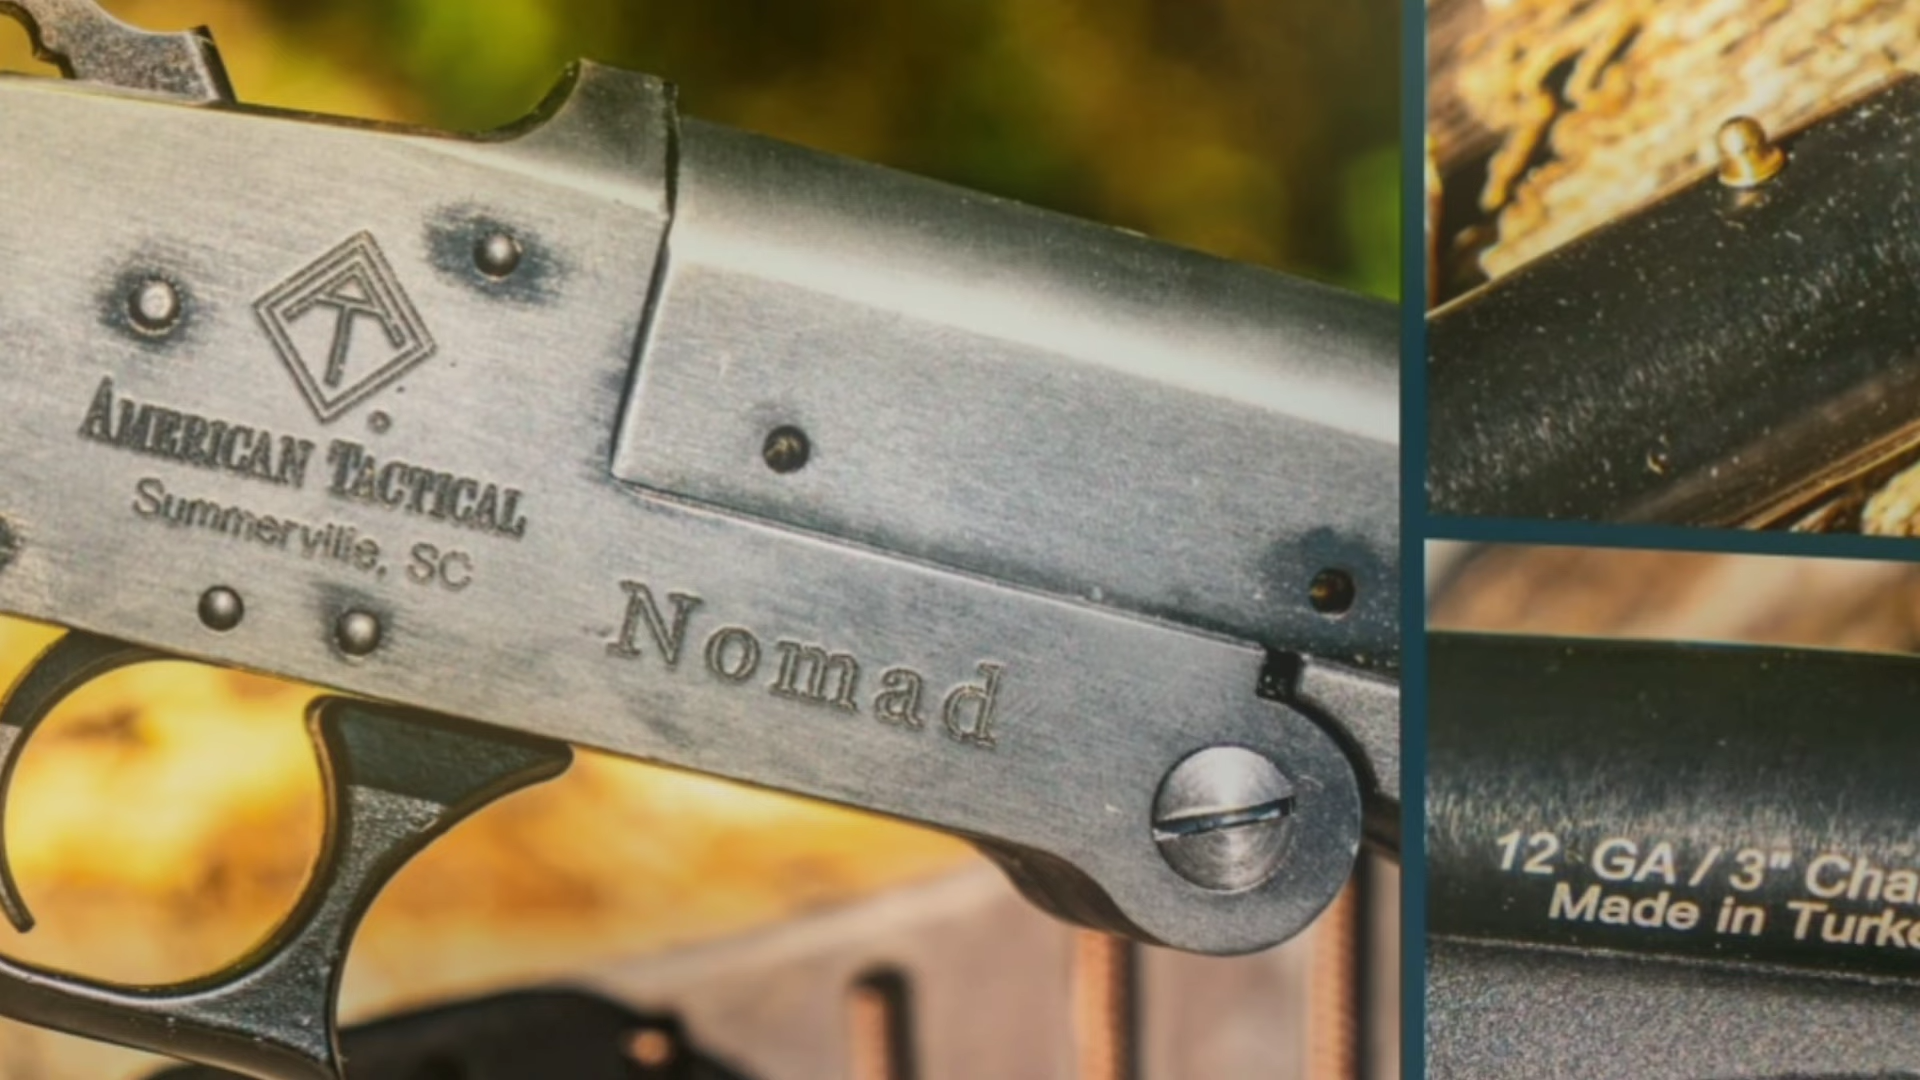 AMERICAN TACTICAL
Summerville, SC
Nomad
12 GA / 3" Cha
Made in Turke